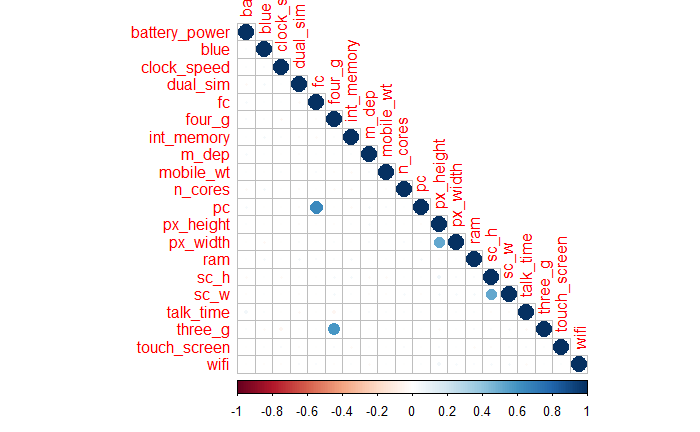 battery_power
blue
clock_speed
dual_sim
fc
four_g
int_memory
m_dep
mobile_wt
n_cores
pc
px_height
px_width
ram
sc_h
sc_w
talk_time
three_g
touch_screen
wifi
ba
blue
clock_s
dual_sim
fc
four_g
int_memory
m_dep
mobile_wt
n_cores
pc
px_height
px_width
ram
sc_h
sc_w
talk_time
three_g
touch_screen
wifi
-1 -0.8 -0.6 -0.4 -0.2 0 0.2 0.4 0.6 0.8 1